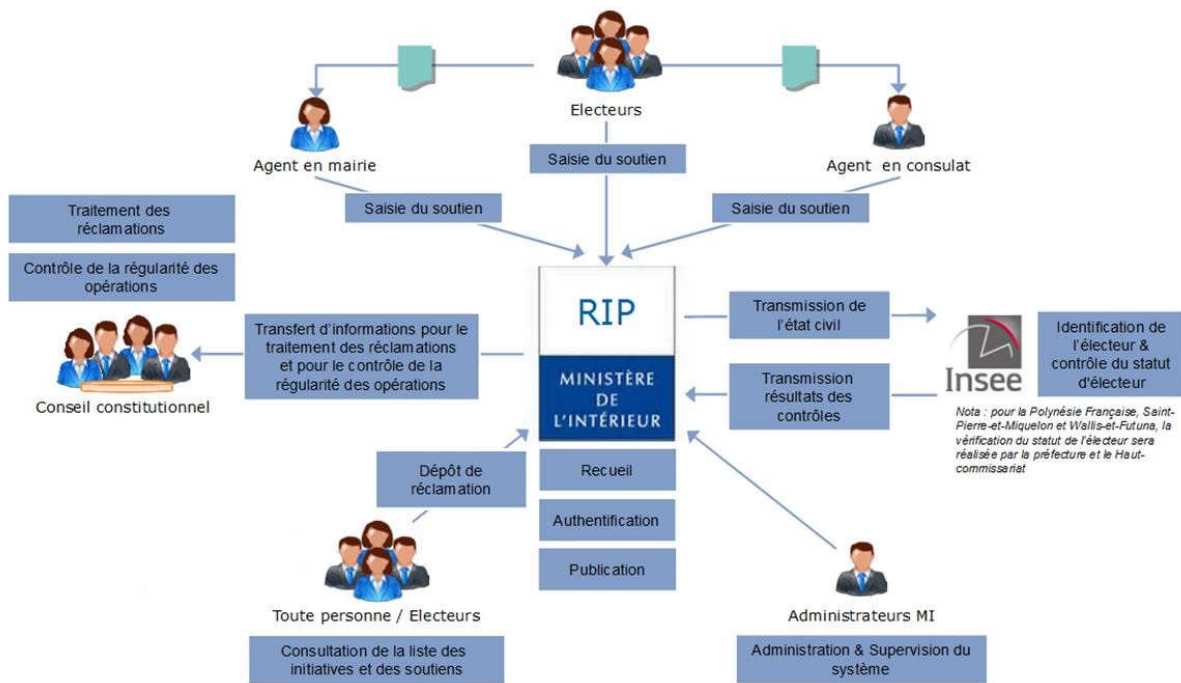 Electeurs
Agent en mairie
Agent  en consulat
Saisie du soutien
Saisie du soutien
Saisie du soutien
Traitement des
réclamations
Contrôle de la régularité des
opérations
Conseil constitutionnel
Transfert d'informations pour le
traitement des réclamations
et pour le contrôle de la
régularité des opérations
RIP
MINISTÈRE
DE
L'INTÉRIEUR
Recueil
Authentification
Publication
Transmission de
l'état civil
Transmission
résultats des
contrôles
Insee
Identification de
l'électeur &
contrôle du statut
d'électeur
Nota : pour la Polynésie Française, Saint-
Pierre-et-Miquelon et Wallis-et-Futuna, la
vérification du statut de l'électeur sera
réalisée par la préfecture et le Haut-
commissariat
Dépôt de
réclamation
Toute personne / Electeurs
Consultation de la liste des
initiatives et des soutiens
Administrateurs MI
Administration & Supervision du
système